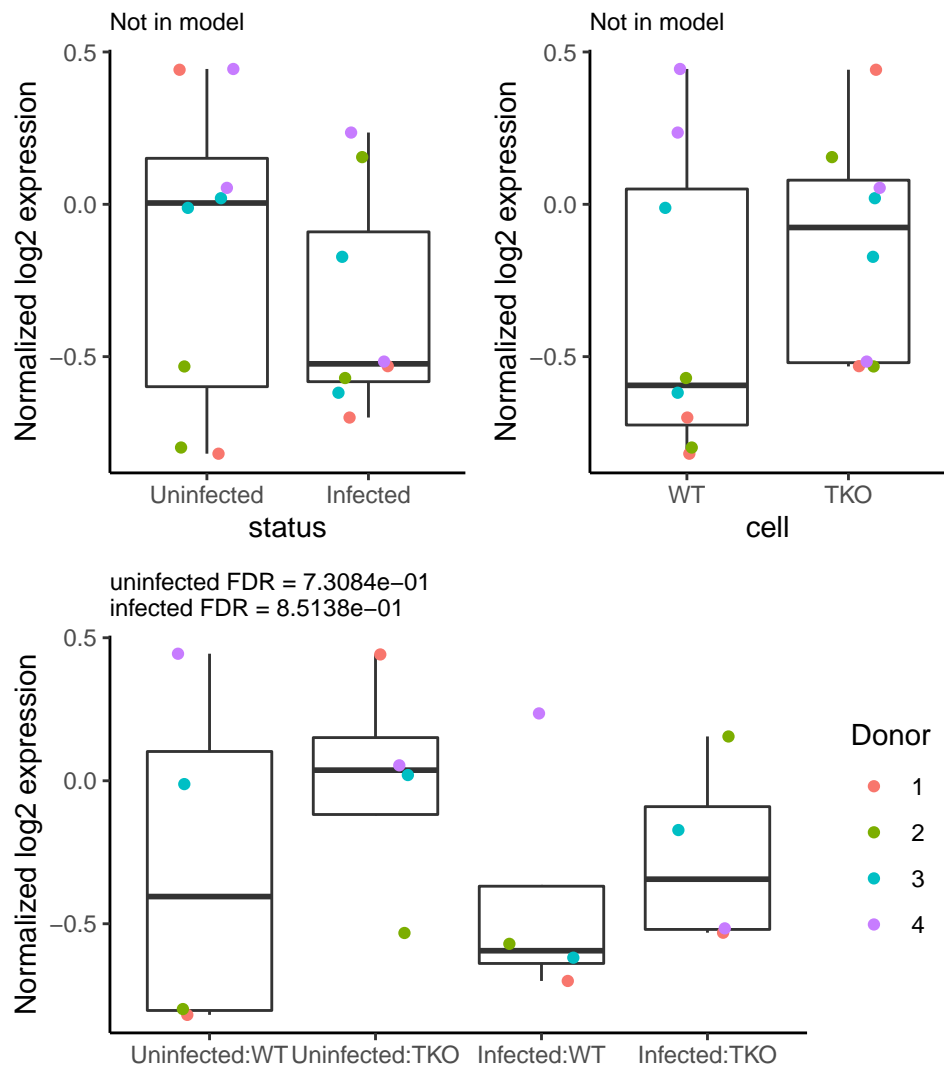 Not in model
Normalized log2 expression
0.5
0.0
−0.5
Uninfected
Infected
status
Not in model
Normalized log2 expression
0.5
0.0
−0.5
WT
TKO
cell
uninfected FDR = 7.3084e−01
infected FDR = 8.5138e−01
Normalized log2 expression
0.5
0.0
−0.5
Uninfected:WT
Uninfected:TKO
Infected:WT
Infected:TKO
Donor
1
2
3
4